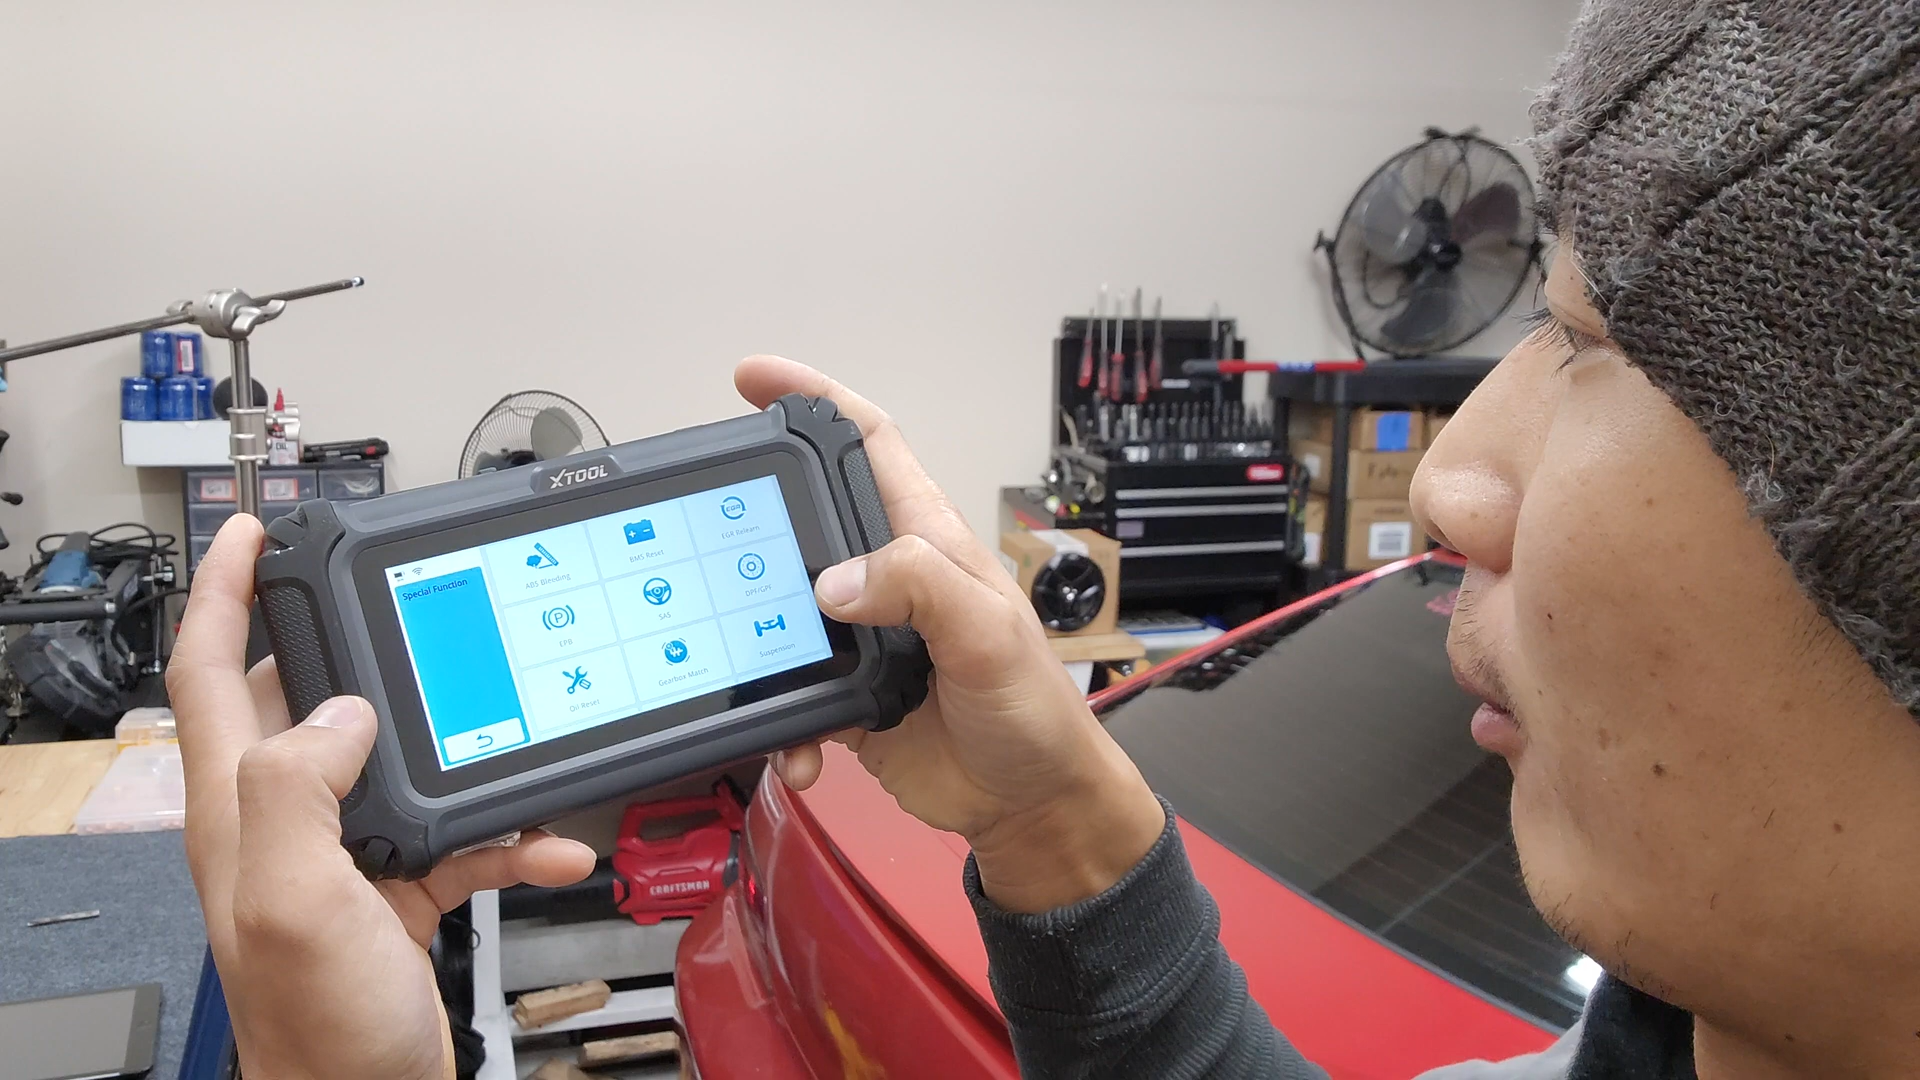 XTOOL
Special Function
ABS Bleeding
BMS Reset
EGR
EGR Relearn
P
EPB
SAS
DPF/GPF
Oil Reset
Gearbox Match
Suspension
CRAFTSMAN